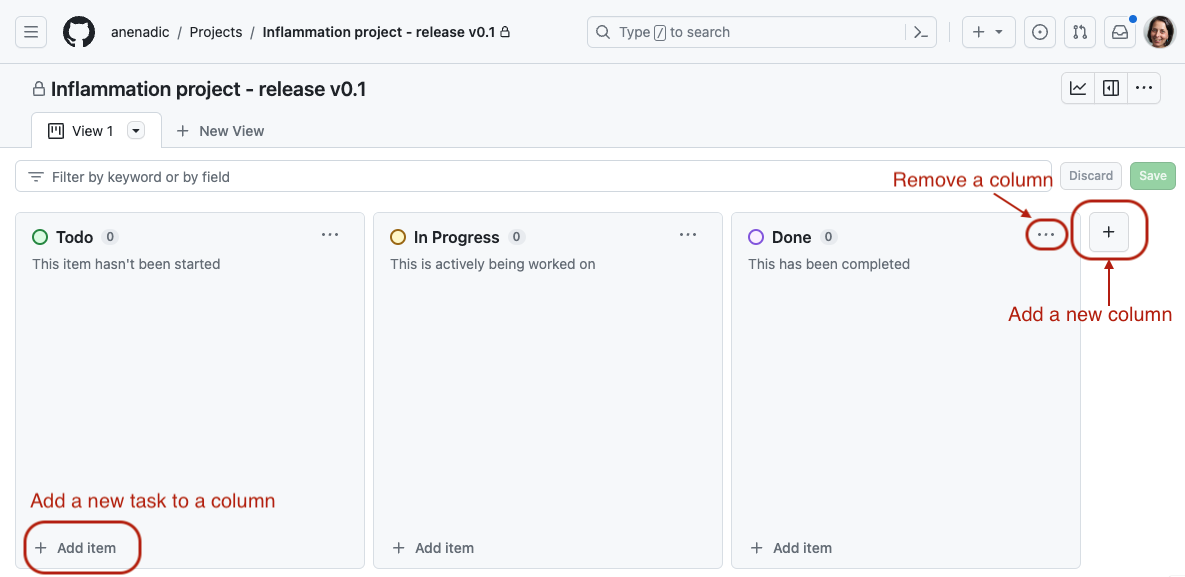 anenadic / Projects / Inflammation project - release v0.1
Type / to search
Inflammation project - release v0.1
View 1
New View
Filter by keyword or by field
Discard
Save
Remove a column
Todo 0
This item hasn't been started
In Progress 0
This is actively being worked on
Done 0
This has been completed
Add a new column
Add a new task to a column
Add item
Add item
Add item